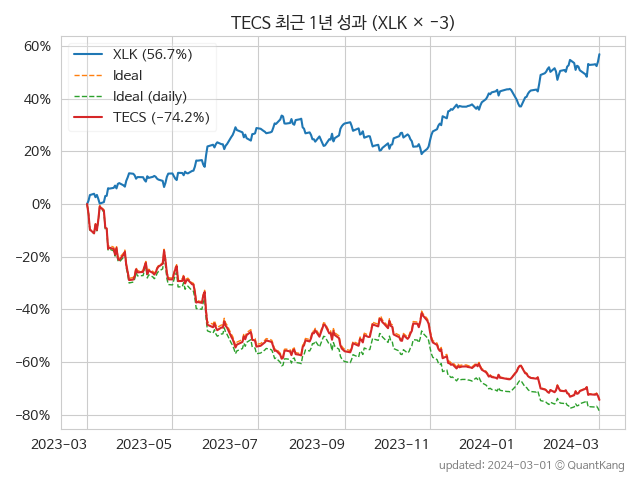 TECS 최근 1년 성과 (XLK × −3)
XLK (56.7%)
Ideal
Ideal (daily)
TECS (−74.2%)
60%
40%
20%
0%
−20%
−40%
−60%
−80%
2023-03 2023-05 2023-07 2023-09 2023-11 2024-01 2024-03
updated: 2024-03-01 © QuantKang